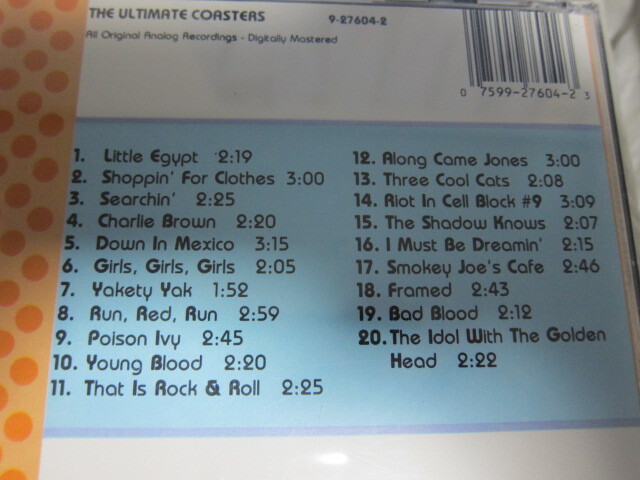 THE ULTIMATE COASTERS 9-27604-2
All Original Analog Recordings - Digitally Mastered
0 7599-27604-2 3
1. Little Egypt 2:19
2. Shoppin' For Clothes 3:00
3. Searchin' 2:25
4. Charlie Brown 2:20
5. Down In Mexico 3:15
6. Girls, Girls, Girls 2:05
7. Yakety Yak 1:52
8. Run, Red, Run 2:59
9. Poison Ivy 2:45
10. Young Blood 2:20
11. That Is Rock & Roll 2:25
12. Along Came Jones 3:00
13. Three Cool Cats 2:08
14. Riot In Cell Block #9 3:09
15. The Shadow Knows 2:07
16. I Must Be Dreamin' 2:15
17. Smokey Joe's Cafe 2:46
18. Framed 2:43
19. Bad Blood 2:12
20. The Idol With The Golden
Head 2:22